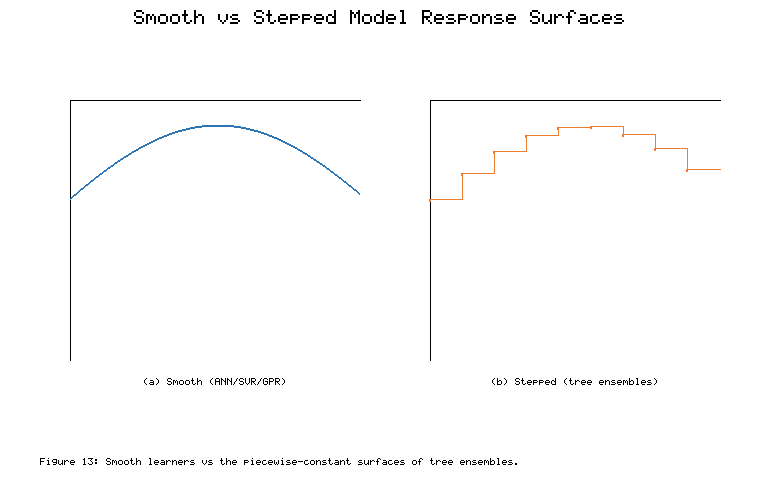 Smooth vs Stepped Model Response Surfaces
(a) Smooth (ANN/SVR/GPR)
(b) Stepped (tree ensembles)
Figure 13: Smooth learners vs the piecewise-constant surfaces of tree ensembles.